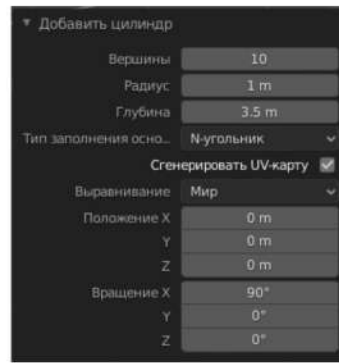 Добавить цилиндр
Вершины 10
Радиус 1 m
Глубина 3.5 m
Тип заполнения осно... N-угольник
Сгенерировать UV-карту
Выравнивание Мир
Положение X 0 m
Y 0 m
Z 0 m
Вращение X 90°
Y 0°
Z 0°